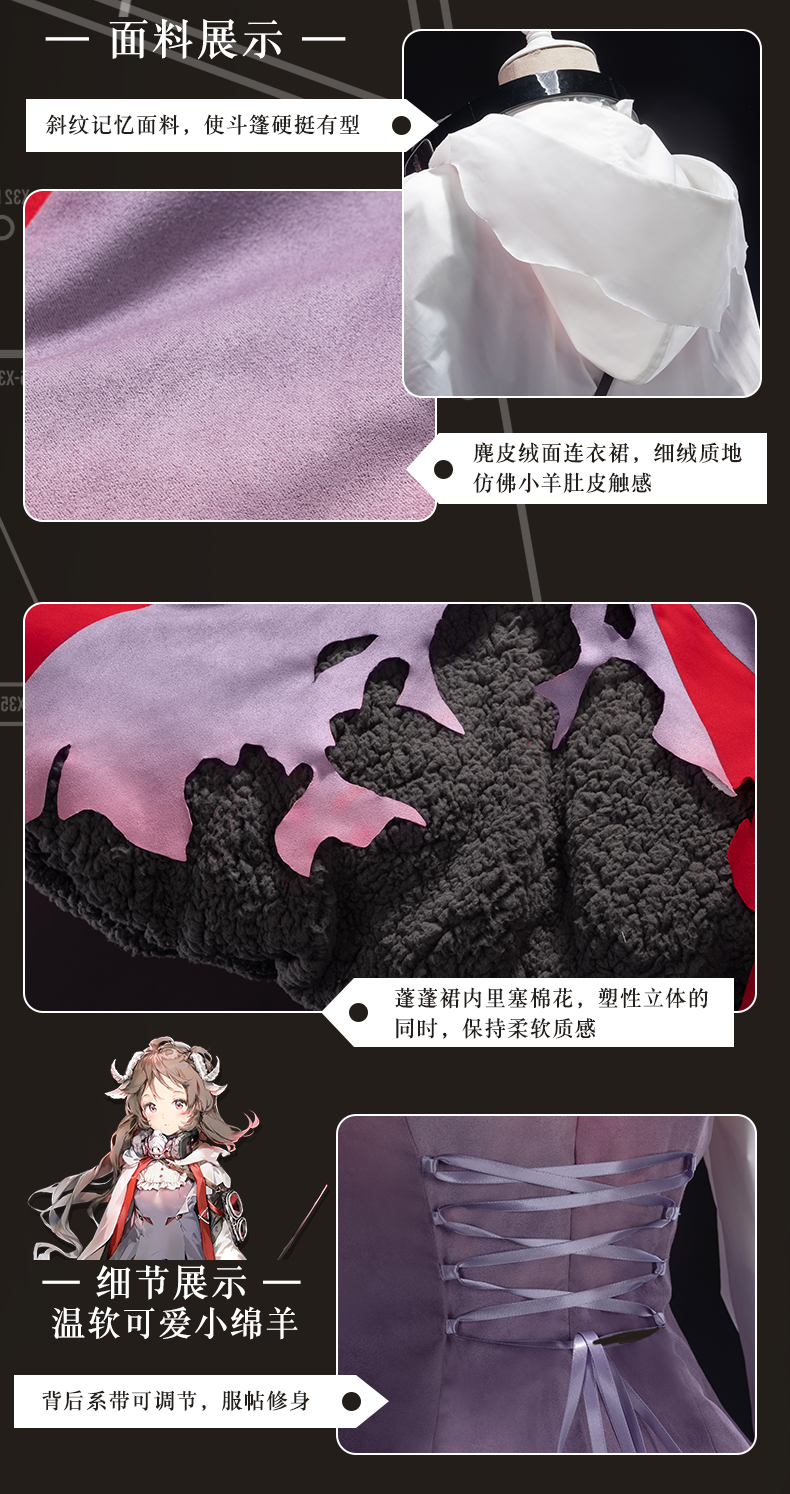 — 面料展示 —
斜纹记忆面料，使斗篷硬挺有型
麂皮绒面连衣裙，细绒质地
仿佛小羊肚皮触感
蓬蓬裙内里塞棉花，塑性立体的
同时，保持柔软质感
— 细节展示 —
温软可爱小绵羊
背后系带可调节，服帖修身